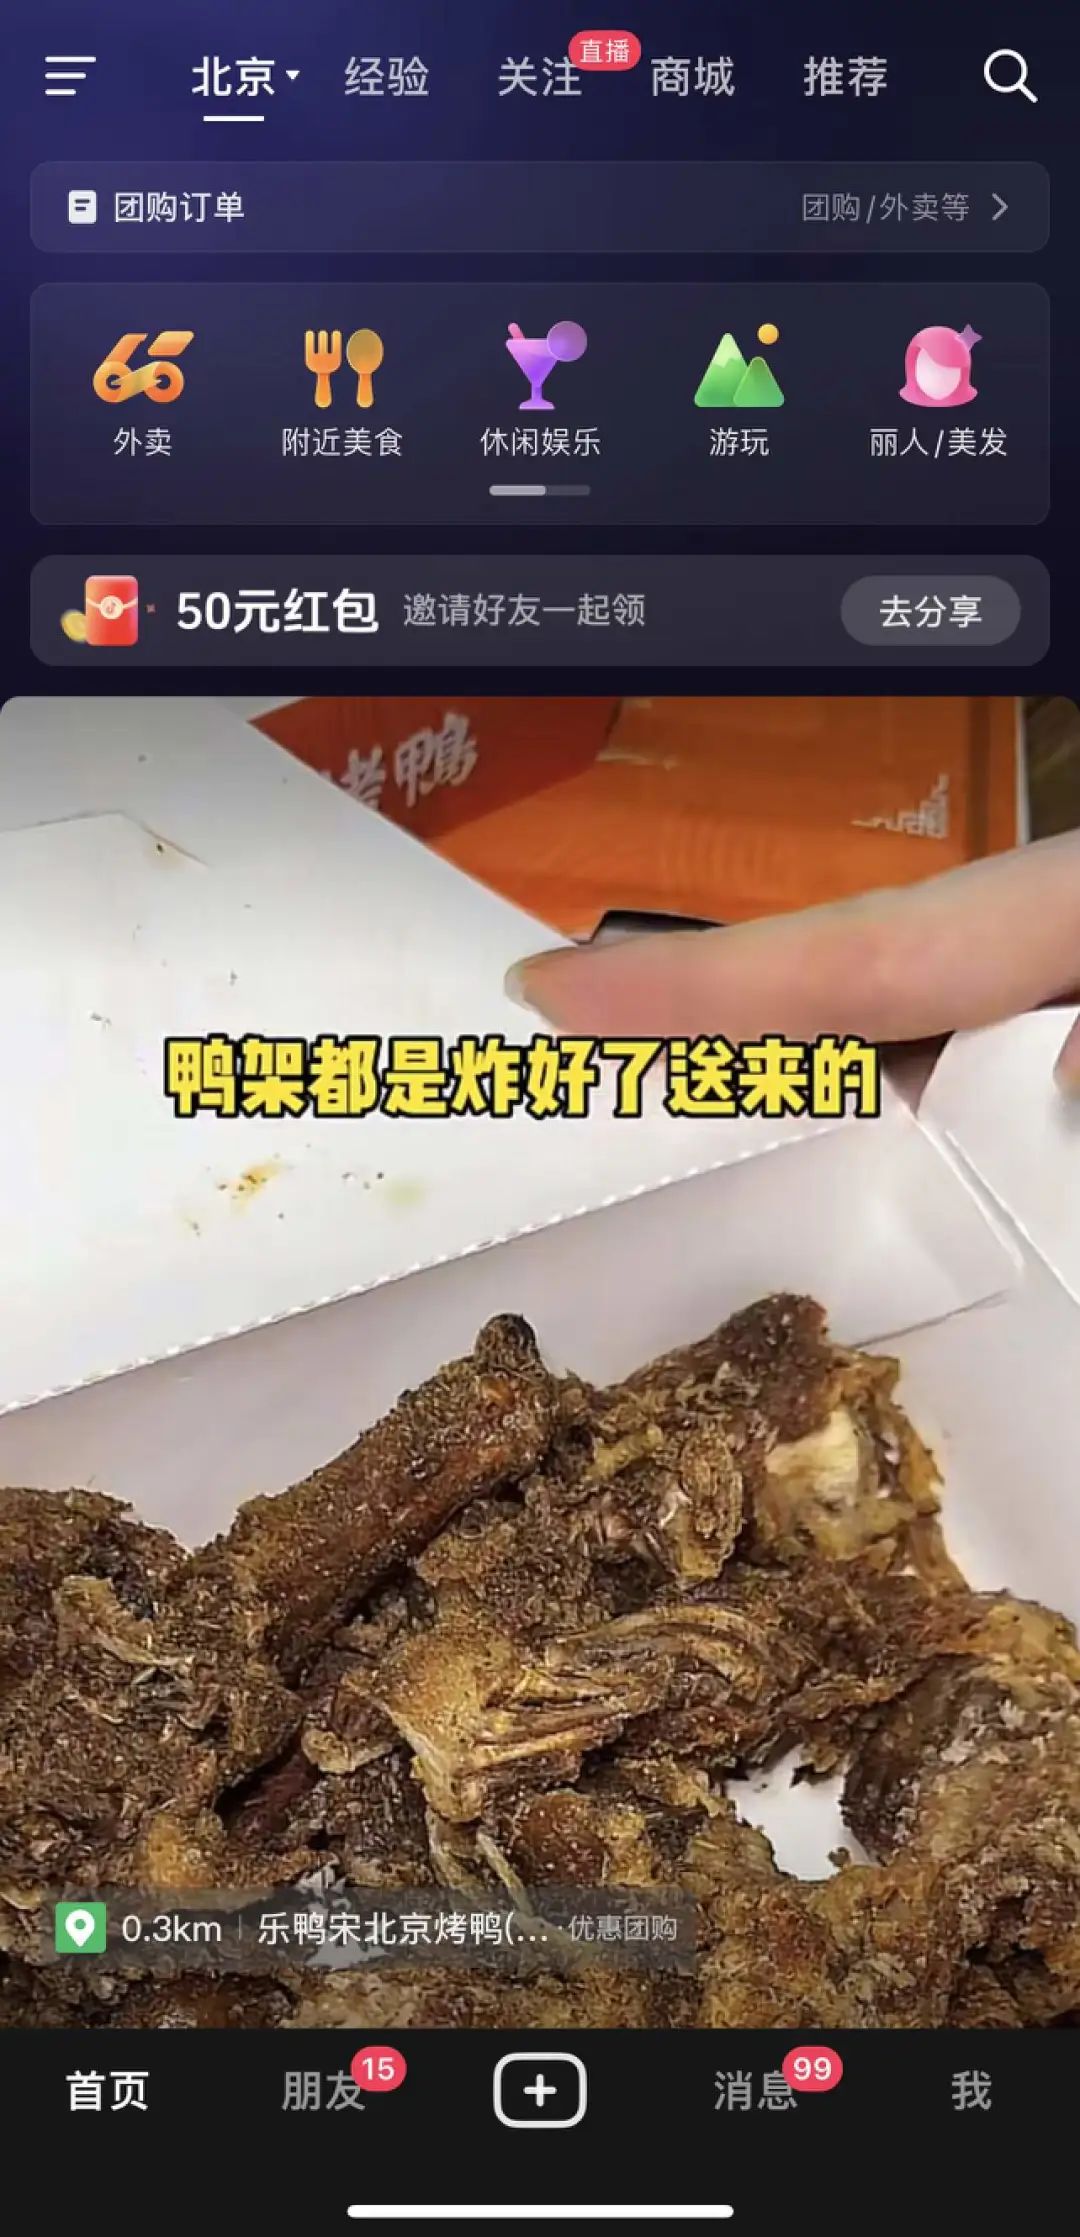 北京 经验 关注 直播 商城 推荐
团购订单 团购/外卖等
外卖 附近美食 休闲娱乐 游玩 丽人/美发
50元红包 邀请好友一起领 去分享
烤鸭
鸭架都是炸好了送来的
0.3km 乐鸭宋北京烤鸭(... ·优惠团购
首页 朋友 15 消息 99 我